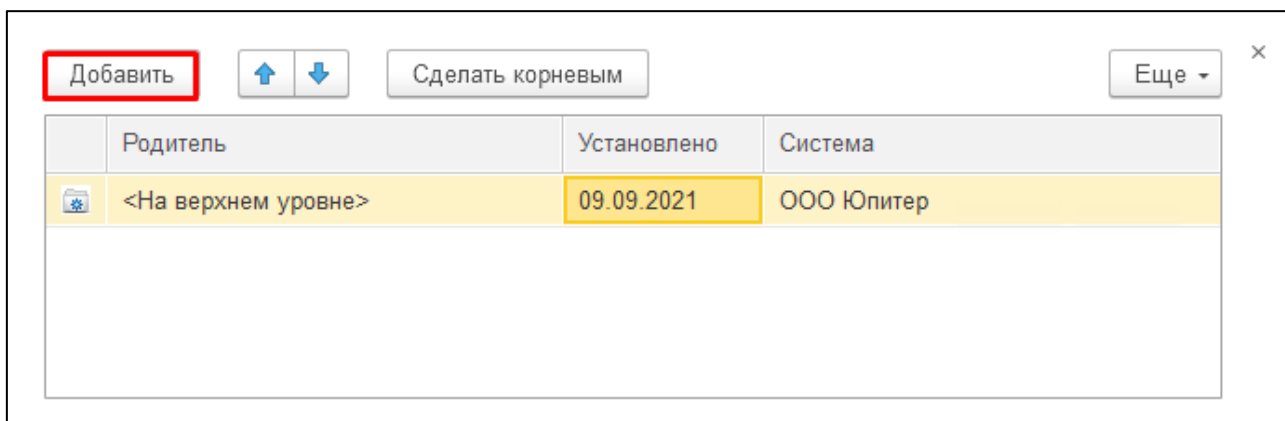 Добавить Сделать корневым Еще
Родитель Установлено Система
<На верхнем уровне> 09.09.2021 ООО Юпитер